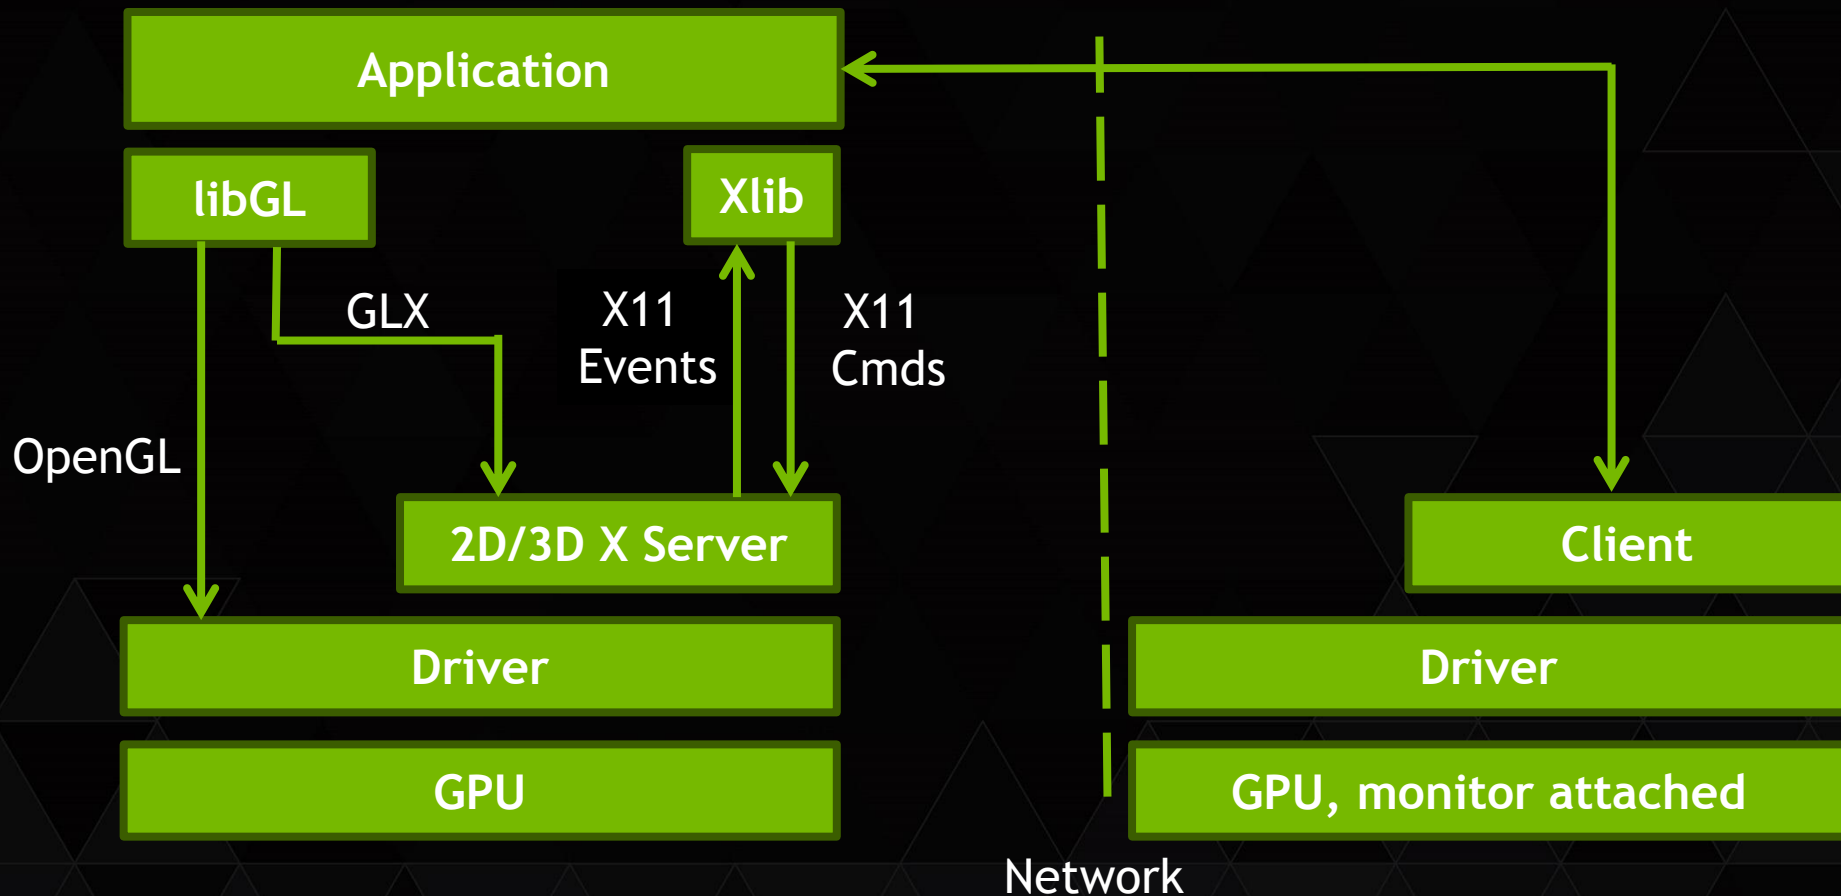 Application
libGL
Xlib
GLX
X11
Events
X11
Cmds
OpenGL
2D/3D X Server
Client
Driver
Driver
GPU
GPU, monitor attached
Network